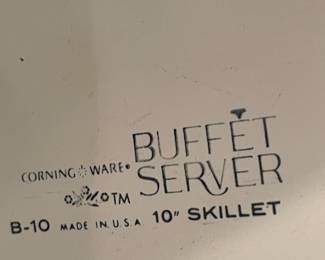 BUFFET
CORNING WARE®
SERVER
TM
B-10 MADE IN U.S.A. 10" SKILLET